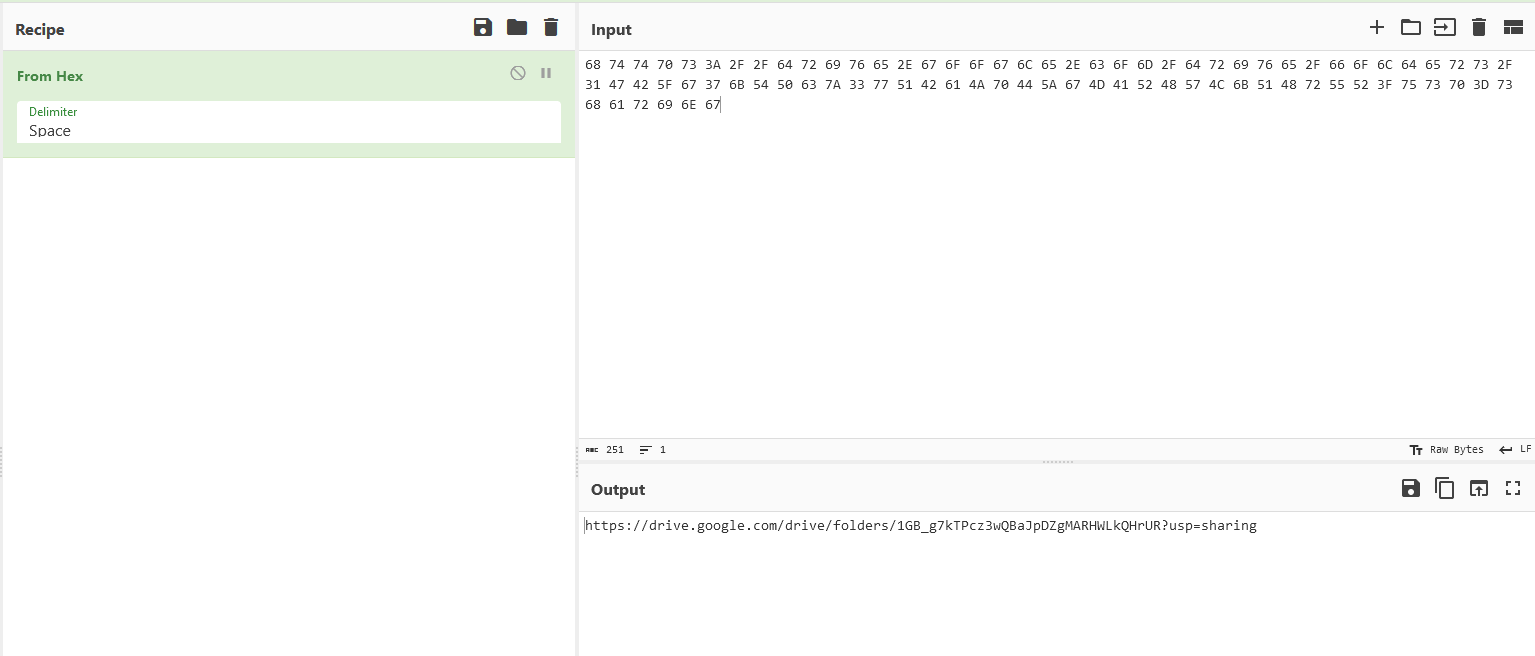 Recipe
Input
From Hex
Delimiter
Space
68 74 74 70 73 3A 2F 2F 64 72 69 76 65 2E 67 6F 6F 67 6C 65 2E 63 6F 6D 2F 64 72 69 76 65 2F 66 6F 6C 64 65 72 73 2F
31 47 42 5F 67 37 6B 54 50 63 7A 33 77 51 42 61 4A 70 44 5A 67 4D 41 52 48 57 4C 6B 51 48 72 55 52 3F 75 73 70 3D 73
68 61 72 69 6E 67
ABC 251 1
Raw Bytes LF
Output
https://drive.google.com/drive/folders/1GB_g7kTPcz3wQBaJpDZgMARHWLkQHrUR?usp=sharing